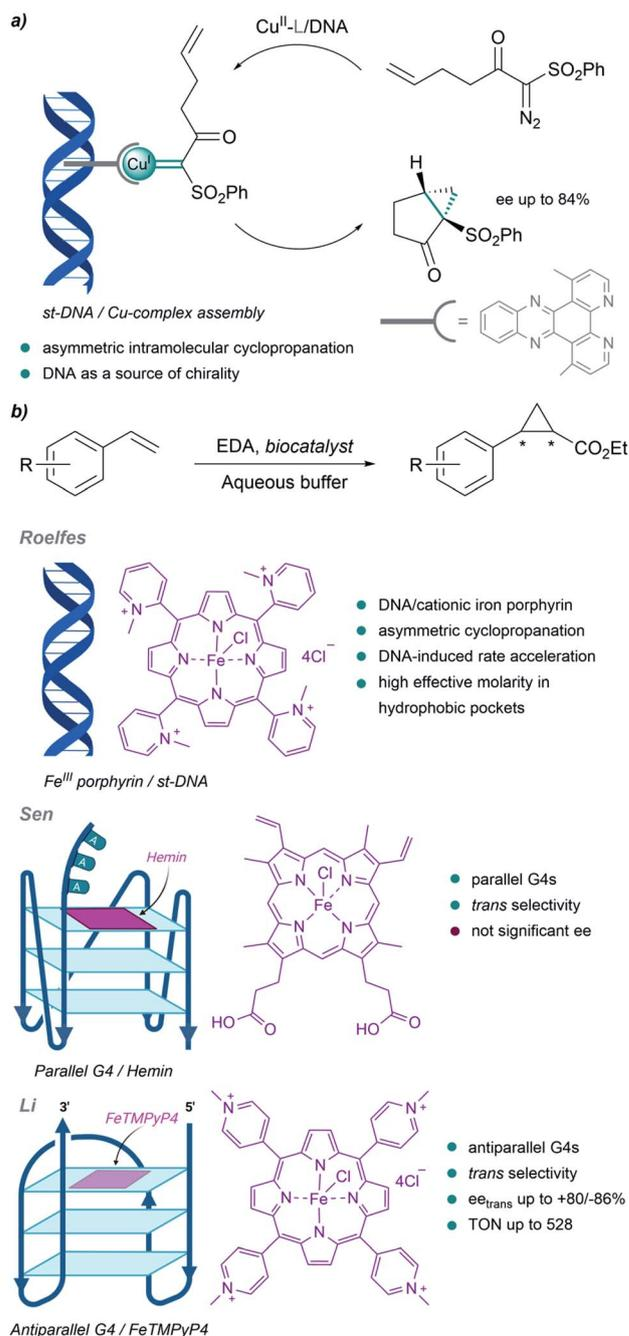 a)
Cu^II-L/DNA
O
SO₂Ph
N₂
O
Cu^I
SO₂Ph
H
ee up to 84%
SO₂Ph
O
st-DNA / Cu-complex assembly
=
N
N
N
N
asymmetric intramolecular cyclopropanation
DNA as a source of chirality
b)
R
EDA, biocatalyst
Aqueous buffer
R
* *
CO₂Et
Roelfes
N+
N+
N
Cl
N
Fe
N
4Cl⁻
N
N+
N+
DNA/cationic iron porphyrin
asymmetric cyclopropanation
DNA-induced rate acceleration
high effective molarity in
hydrophobic pockets
Fe^III porphyrin / st-DNA
Sen
A
A
A
Hemin
Cl
N
N
Fe
N
N
HO
O
HO
O
parallel G4s
trans selectivity
not significant ee
Parallel G4 / Hemin
Li
3'
5'
FeTMPyP4
N+
N+
N
Cl
N
Fe
N
4Cl⁻
N
N+
N+
antiparallel G4s
trans selectivity
ee_trans up to +80/-86%
TON up to 528
Antiparallel G4 / FeTMPyP4